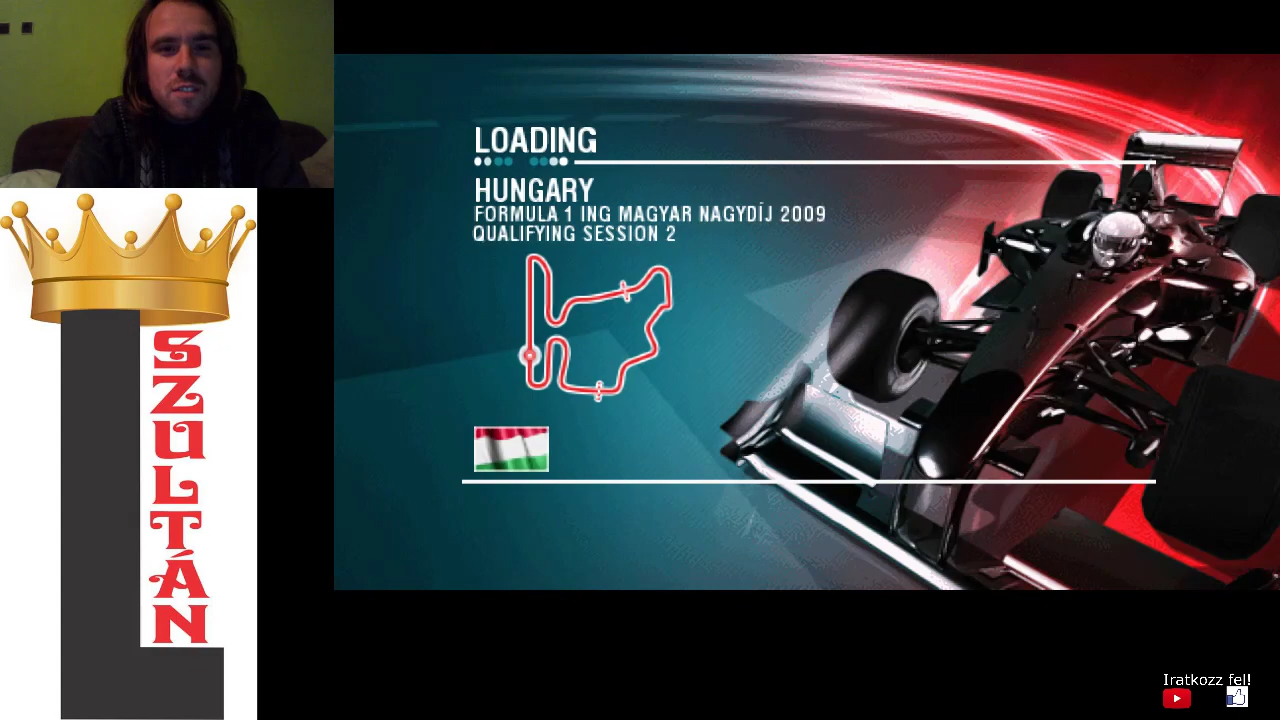 LOADING
HUNGARY
FORMULA 1 ING MAGYAR NAGYDÍJ 2009
QUALIFYING SESSION 2
L
SZULTÁN
Iratkozz fel!